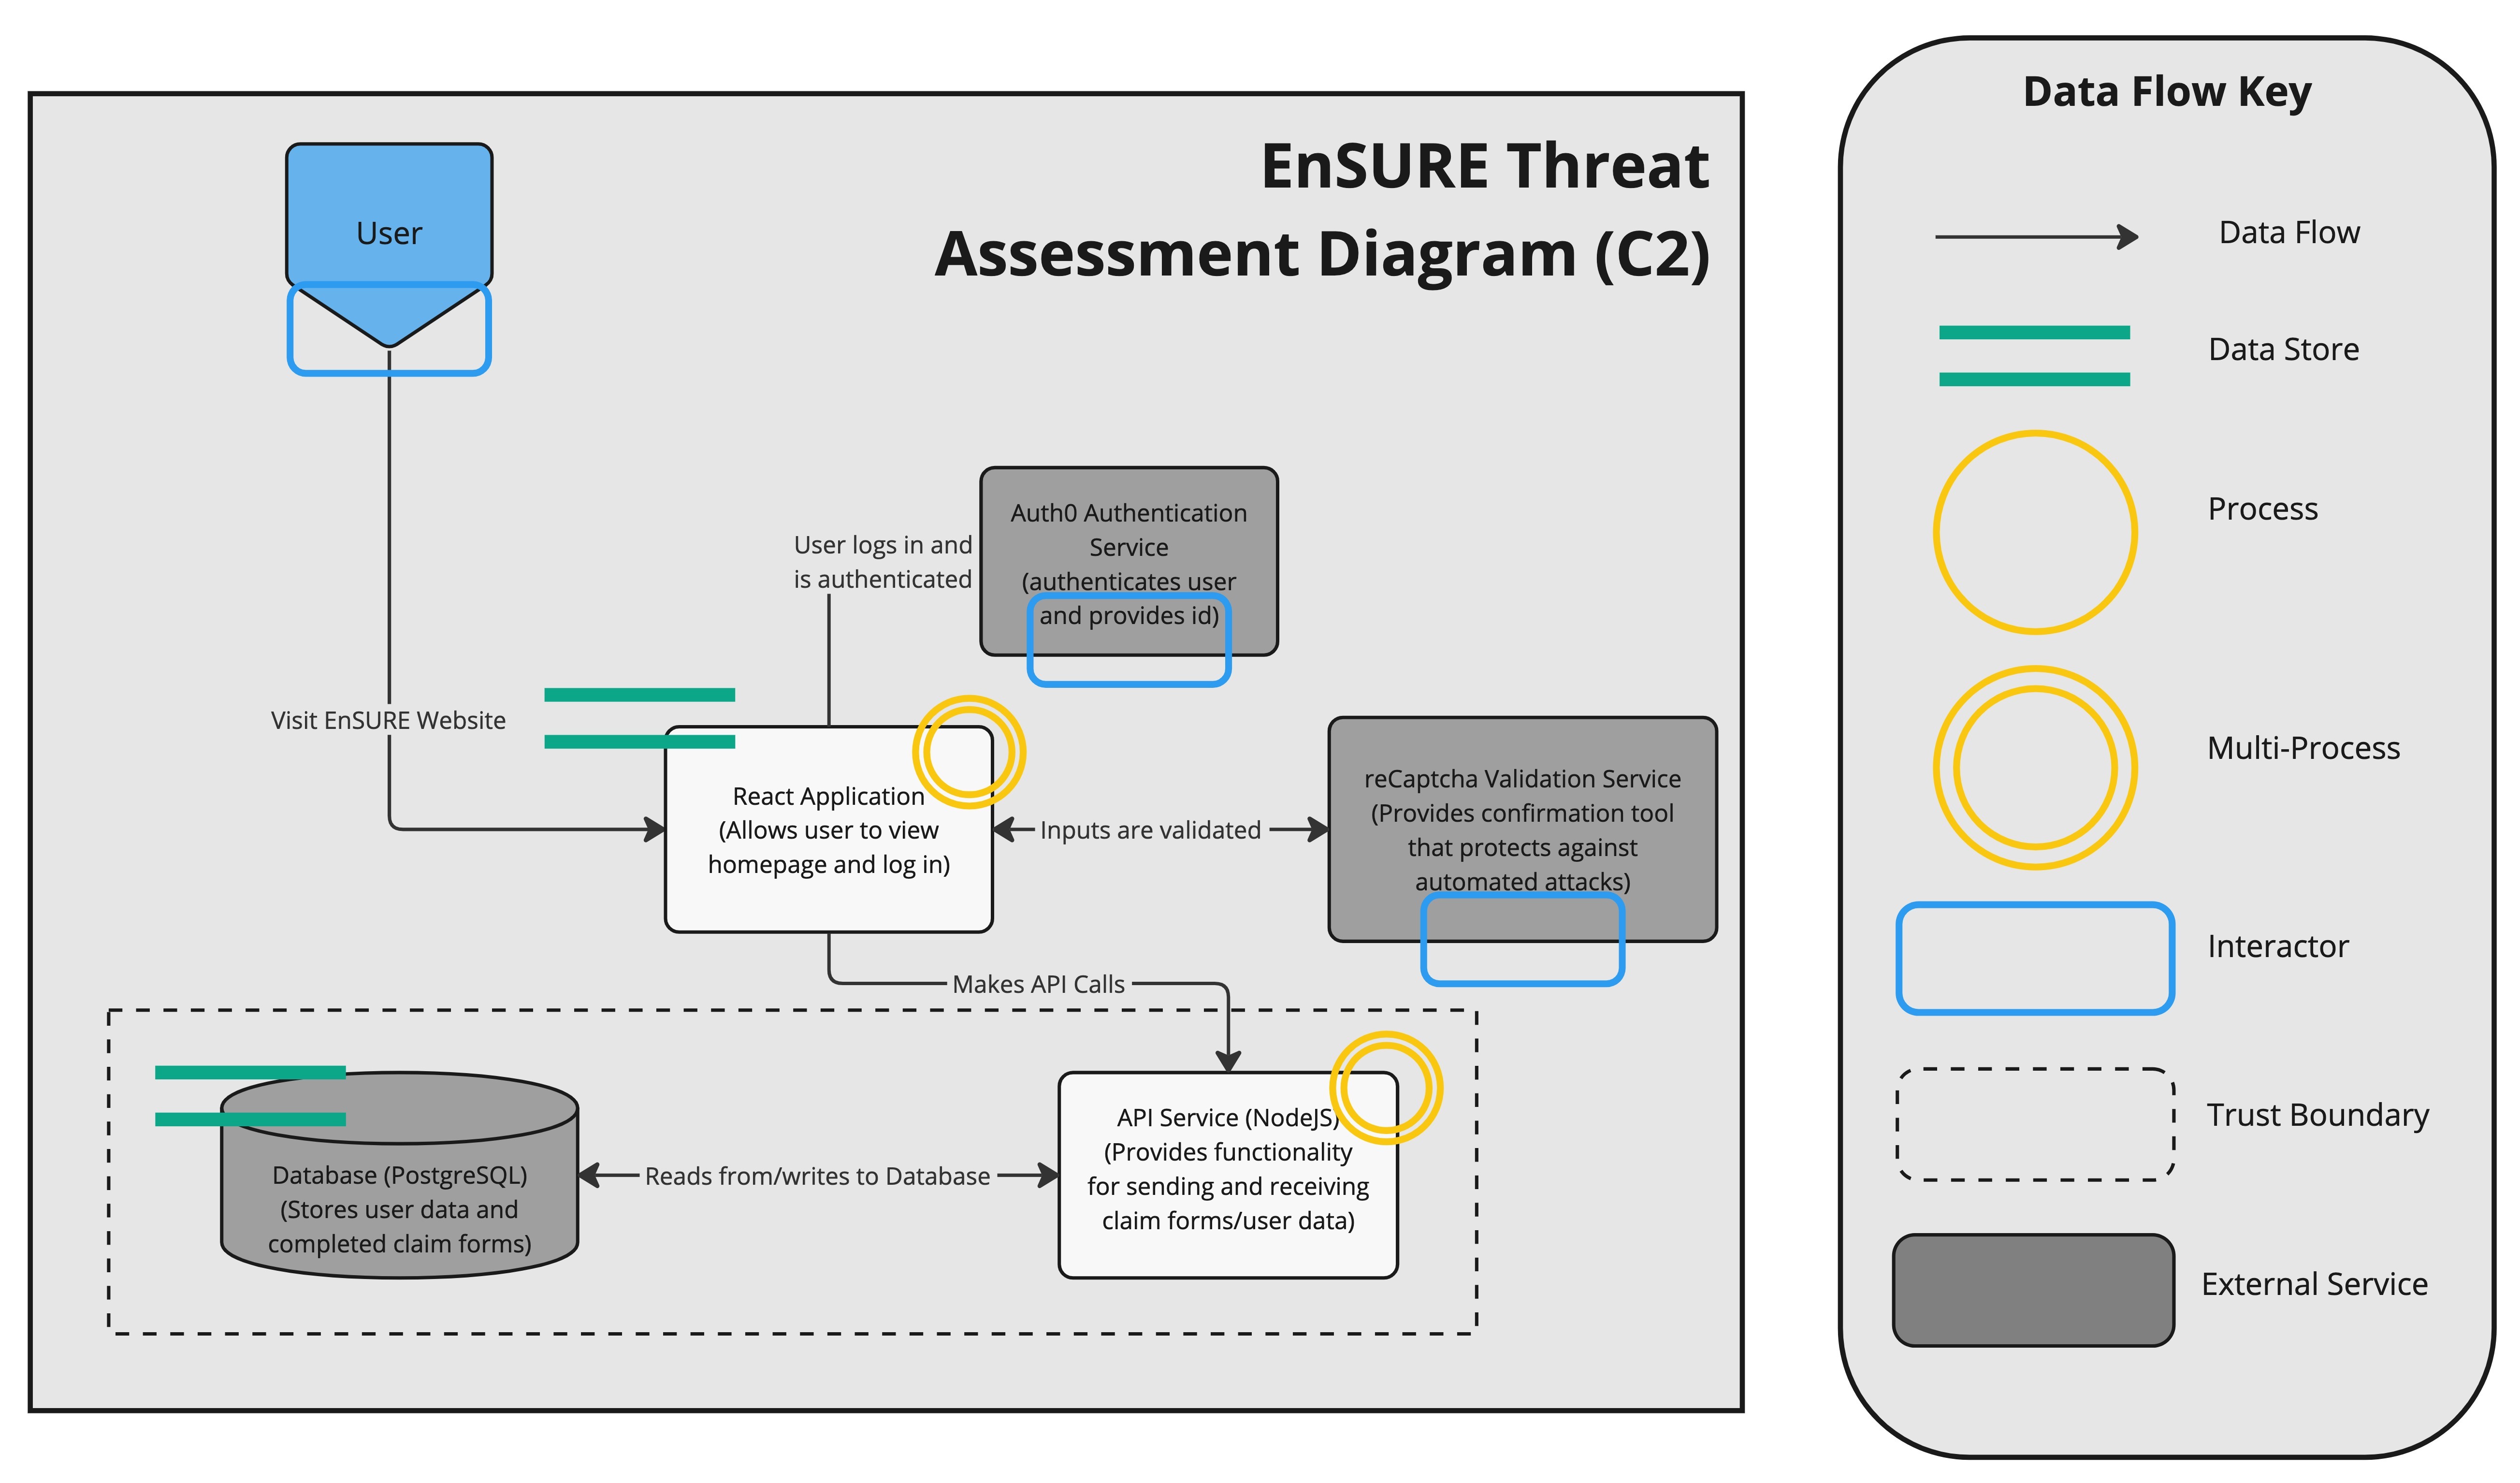 EnSURE Threat
Assessment Diagram (C2)
User
Auth0 Authentication
Service
(authenticates user
and provides id)
User logs in and
is authenticated
Visit EnSURE Website
React Application
(Allows user to view
homepage and log in)
Inputs are validated
reCaptcha Validation Service
(Provides confirmation tool
that protects against
automated attacks)
Makes API Calls
Database (PostgreSQL)
(Stores user data and
completed claim forms)
Reads from/writes to Database
API Service (NodeJS)
(Provides functionality
for sending and receiving
claim forms/user data)
Data Flow Key
Data Flow
Data Store
Process
Multi-Process
Interactor
Trust Boundary
External Service